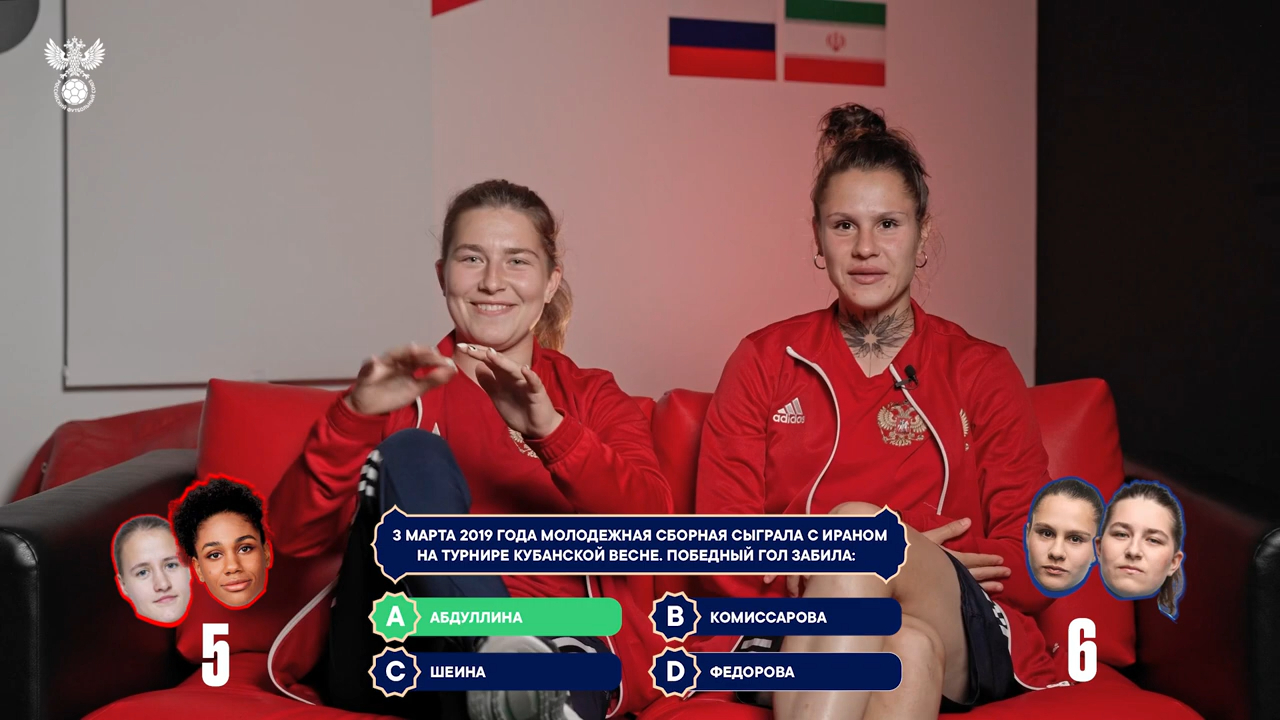 3 МАРТА 2019 ГОДА МОЛОДЕЖНАЯ СБОРНАЯ СЫГРАЛА С ИРАНОМ
НА ТУРНИРЕ КУБАНСКОЙ ВЕСНЕ. ПОБЕДНЫЙ ГОЛ ЗАБИЛА:
A АБДУЛЛИНА
B КОМИССАРОВА
C ШЕИНА
D ФЕДОРОВА
5
6
adidas